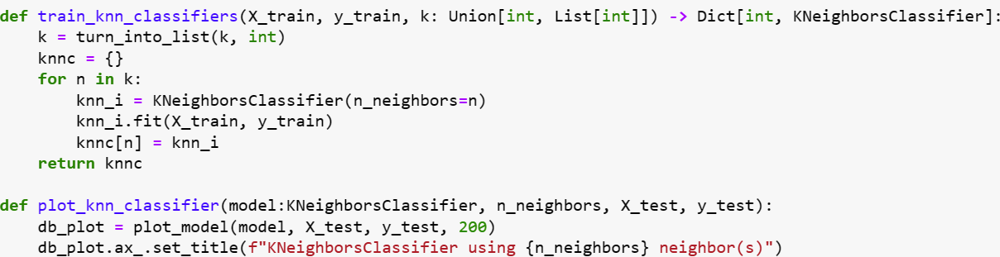 def train_knn_classifiers(X_train, y_train, k: Union[int, List[int]]) -> Dict[int, KNeighborsClassifier]:
    k = turn_into_list(k, int)
    knnc = {}
    for n in k:
        knn_i = KNeighborsClassifier(n_neighbors=n)
        knn_i.fit(X_train, y_train)
        knnc[n] = knn_i
    return knnc

def plot_knn_classifier(model:KNeighborsClassifier, n_neighbors, X_test, y_test):
    db_plot = plot_model(model, X_test, y_test, 200)
    db_plot.ax_.set_title(f"KNeighborsClassifier using {n_neighbors} neighbor(s)")